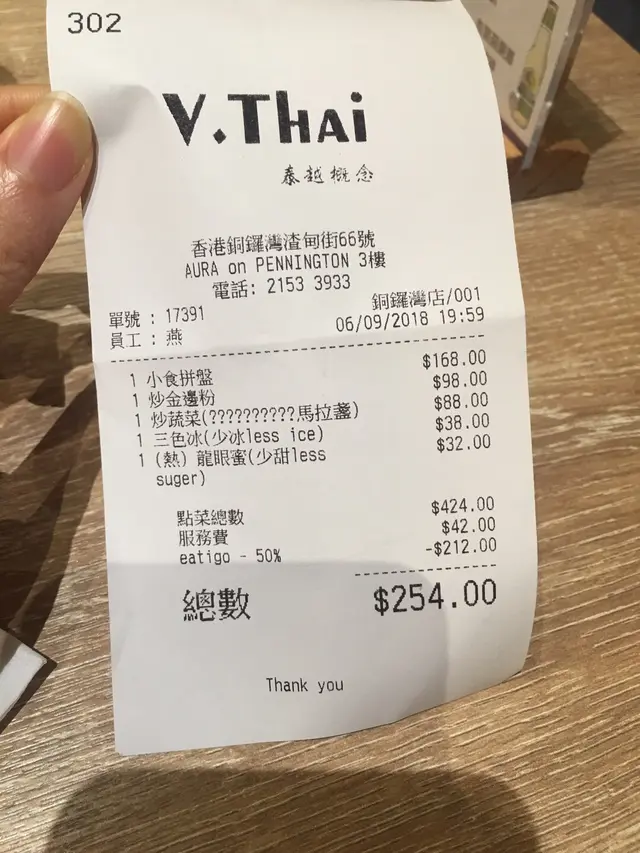 302
V.THAI
泰越概念
香港銅鑼灣渣甸街66號
AURA on PENNINGTON 3樓
電話: 2153 3933
單號 : 17391 銅鑼灣店/001
員工 : 燕 06/09/2018 19:59
1 小食拼盤 $168.00
1 炒金邊粉 $98.00
1 炒蔬菜(??????????馬拉盞) $88.00
1 三色冰(少冰less ice) $38.00
1 (熱) 龍眼蜜(少甜less $32.00
suger)
點菜總數 $424.00
服務費 $42.00
eatigo - 50% -$212.00
總數 $254.00
Thank you